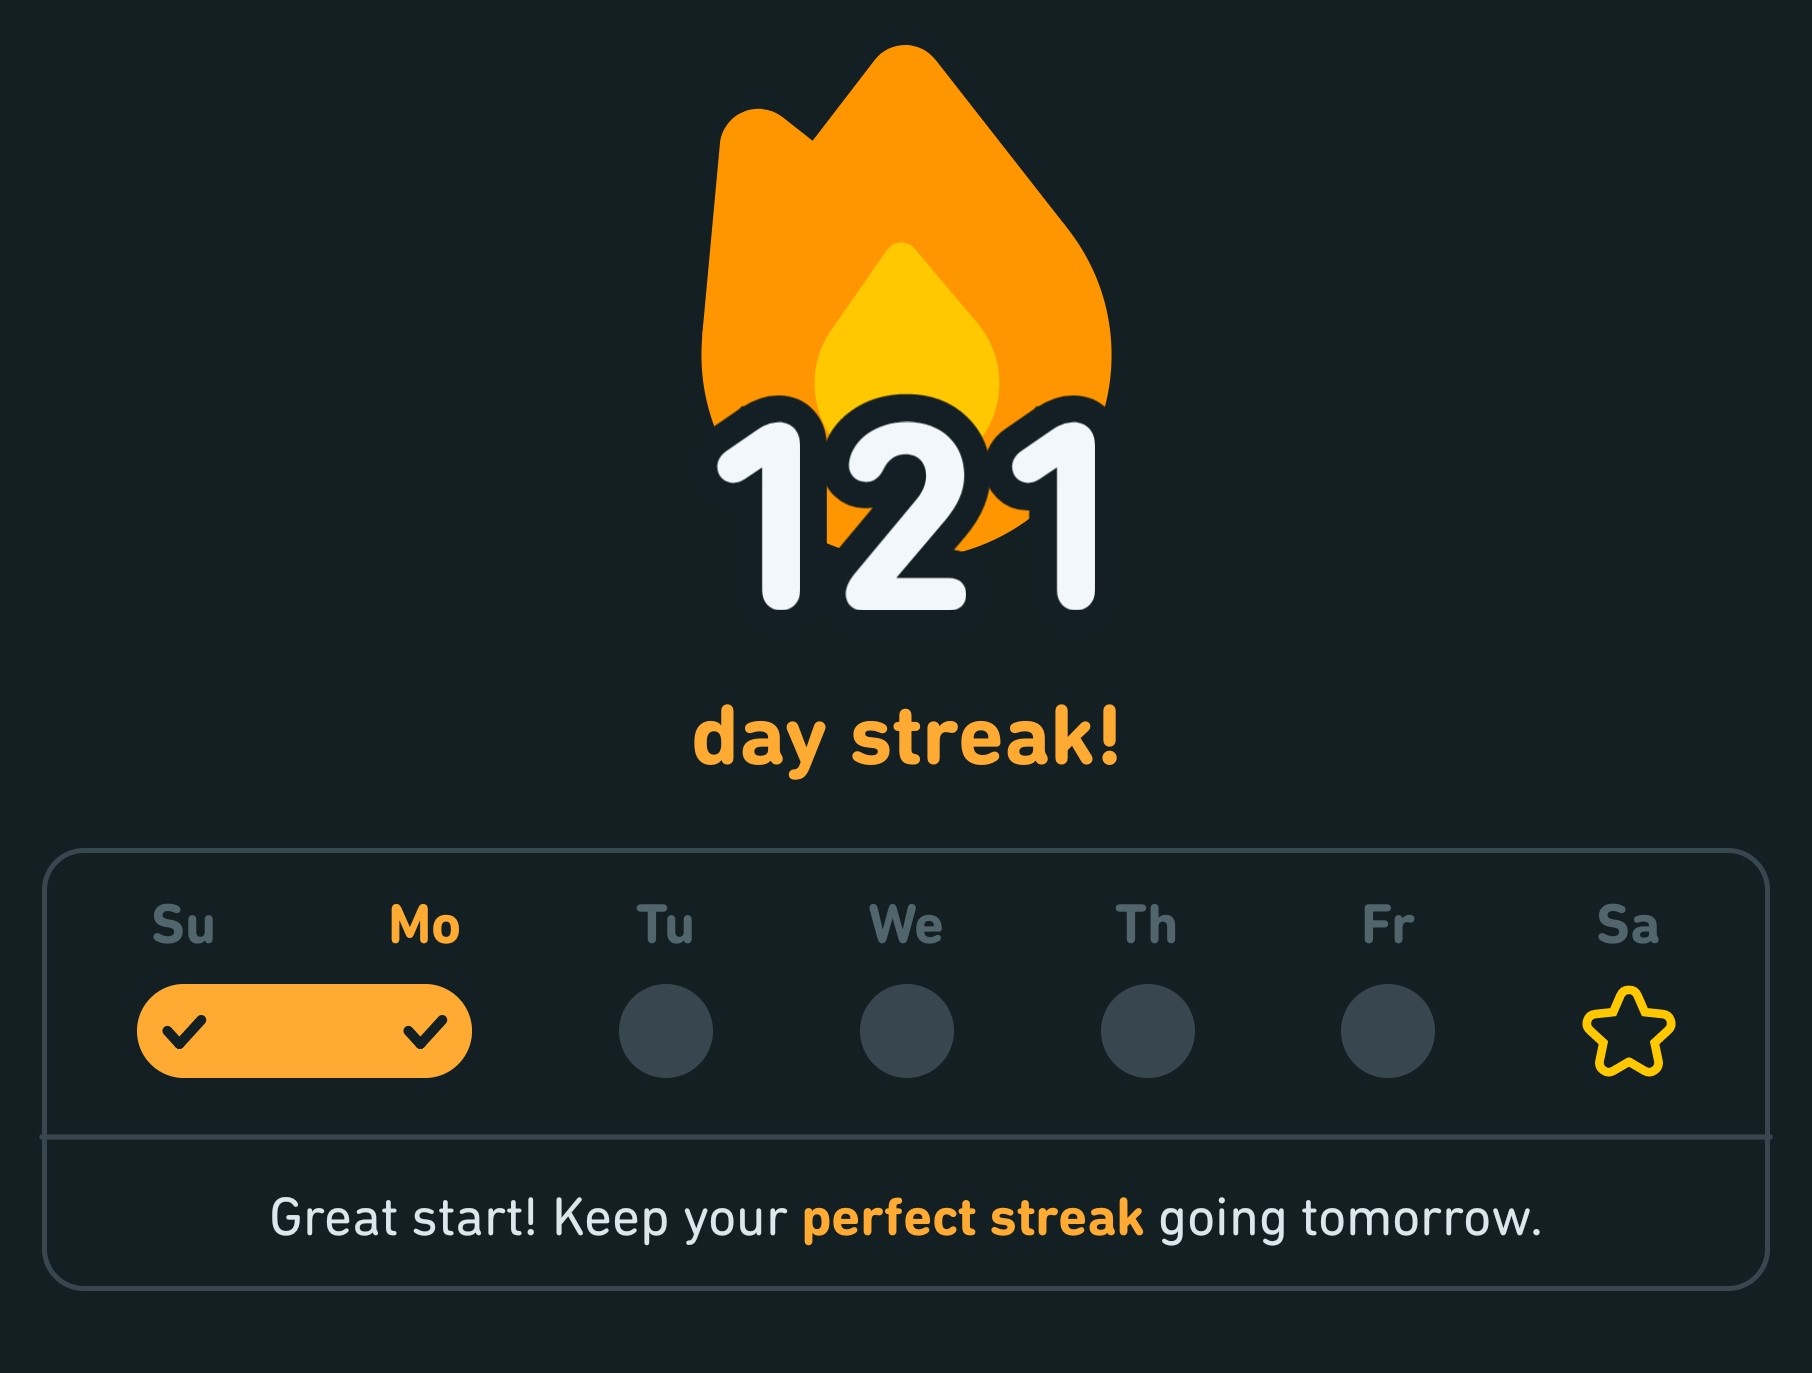 121
day streak!
Su Mo Tu We Th Fr Sa
Great start! Keep your perfect streak going tomorrow.